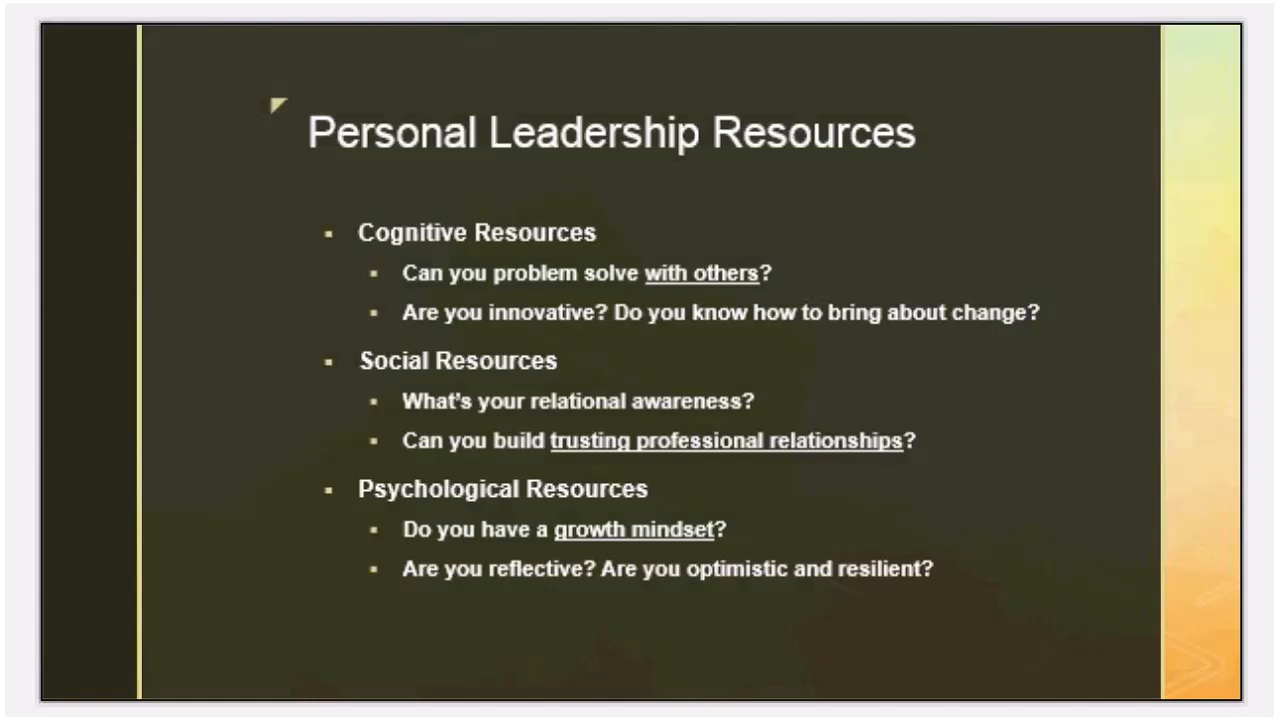 Personal Leadership Resources
Cognitive Resources
Can you problem solve with others?
Are you innovative? Do you know how to bring about change?
Social Resources
What's your relational awareness?
Can you build trusting professional relationships?
Psychological Resources
Do you have a growth mindset?
Are you reflective? Are you optimistic and resilient?